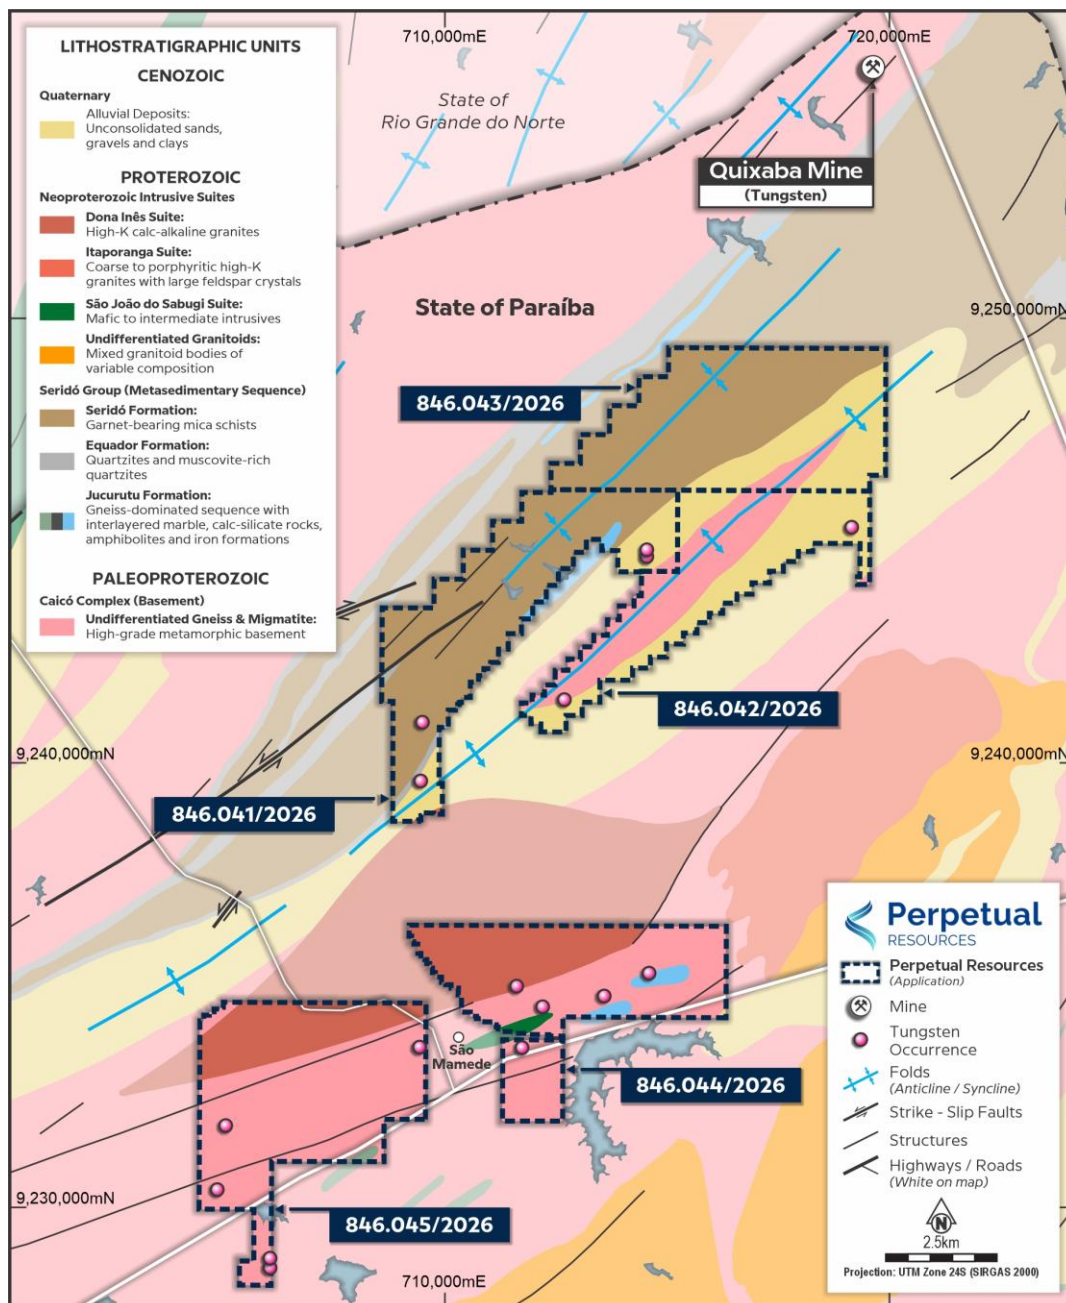 LITHOSTRATIGRAPHIC UNITS
CENOZOIC
Quaternary
Alluvial Deposits:
Unconsolidated sands,
gravels and clays
PROTEROZOIC
Neoproterozoic Intrusive Suites
Dona Inês Suite:
High-K calc-alkaline granites
Itaporanga Suite:
Coarse to porphyritic high-K
granites with large feldspar crystals
São João do Sabugi Suite:
Mafic to intermediate intrusives
Undifferentiated Granitoids:
Mixed granitoid bodies of
variable composition
Seridó Group (Metasedimentary Sequence)
Seridó Formation:
Garnet-bearing mica schists
Equador Formation:
Quartzites and muscovite-rich
quartzites
Jucurutu Formation:
Gneiss-dominated sequence with
interlayered marble, calc-silicate rocks,
amphibolites and iron formations
PALEOPROTEROZOIC
Caicó Complex (Basement)
Undifferentiated Gneiss & Migmatite:
High-grade metamorphic basement
710,000mE
720,000mE
State of
Rio Grande do Norte
Quixaba Mine
(Tungsten)
State of Paraíba
9,250,000mN
846.043/2026
846.042/2026
9,240,000mN
9,240,000mN
846.041/2026
São
Mamede
846.044/2026
9,230,000mN
846.045/2026
710,000mE
Perpetual
RESOURCES
Perpetual Resources
(Application)
Mine
Tungsten
Occurrence
Folds
(Anticline / Syncline)
Strike - Slip Faults
Structures
Highways / Roads
(White on map)
N
2.5km
Projection: UTM Zone 24S (SIRGAS 2000)